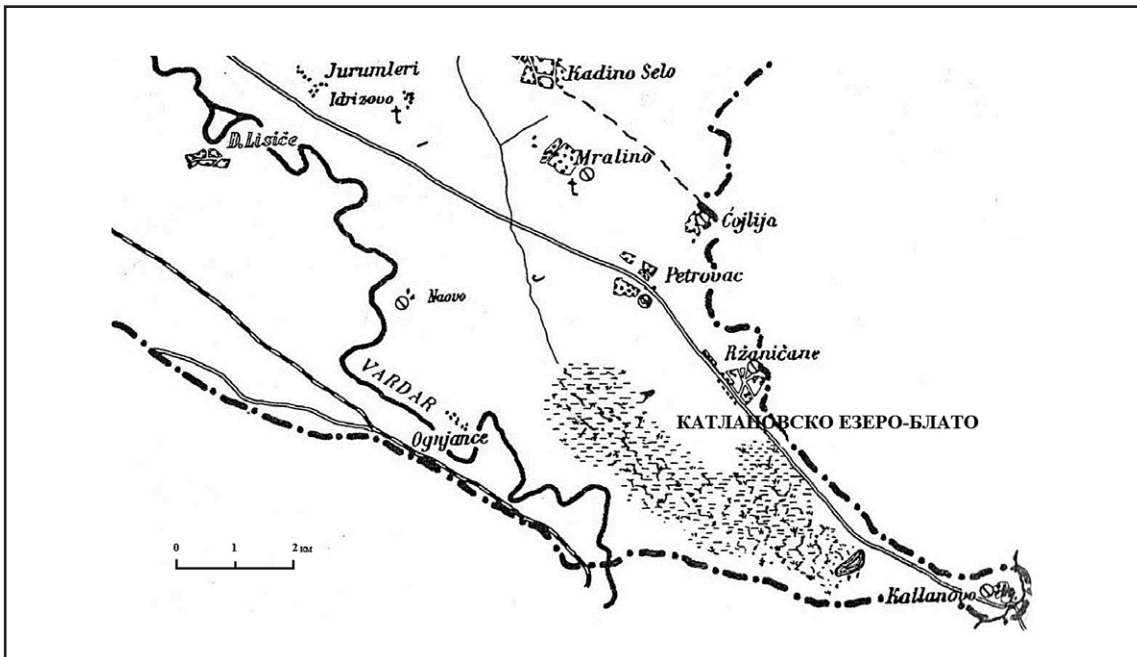 Jurumleri
Kadino Selo
Idrizovo
D. Lisiče
Mralino
Ćojlija
Petrovac
Naovo
Ržaničane
VARDAR
КАТЛАНОВСКО ЕЗЕРО-БЛАТО
Ognjance
0 1 2 КМ
Katlanovo